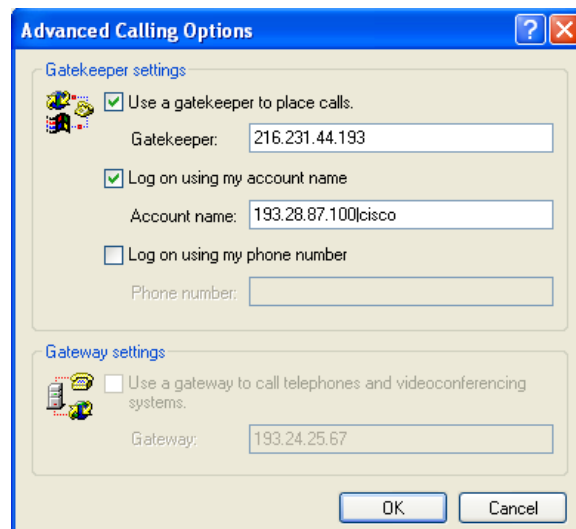 Advanced Calling Options
Gatekeeper settings
Use a gatekeeper to place calls.
Gatekeeper: 216.231.44.193
Log on using my account name
Account name: 193.28.87.100|cisco
Log on using my phone number
Phone number:
Gateway settings
Use a gateway to call telephones and videoconferencing
systems.
Gateway: 193.24.25.67
OK Cancel